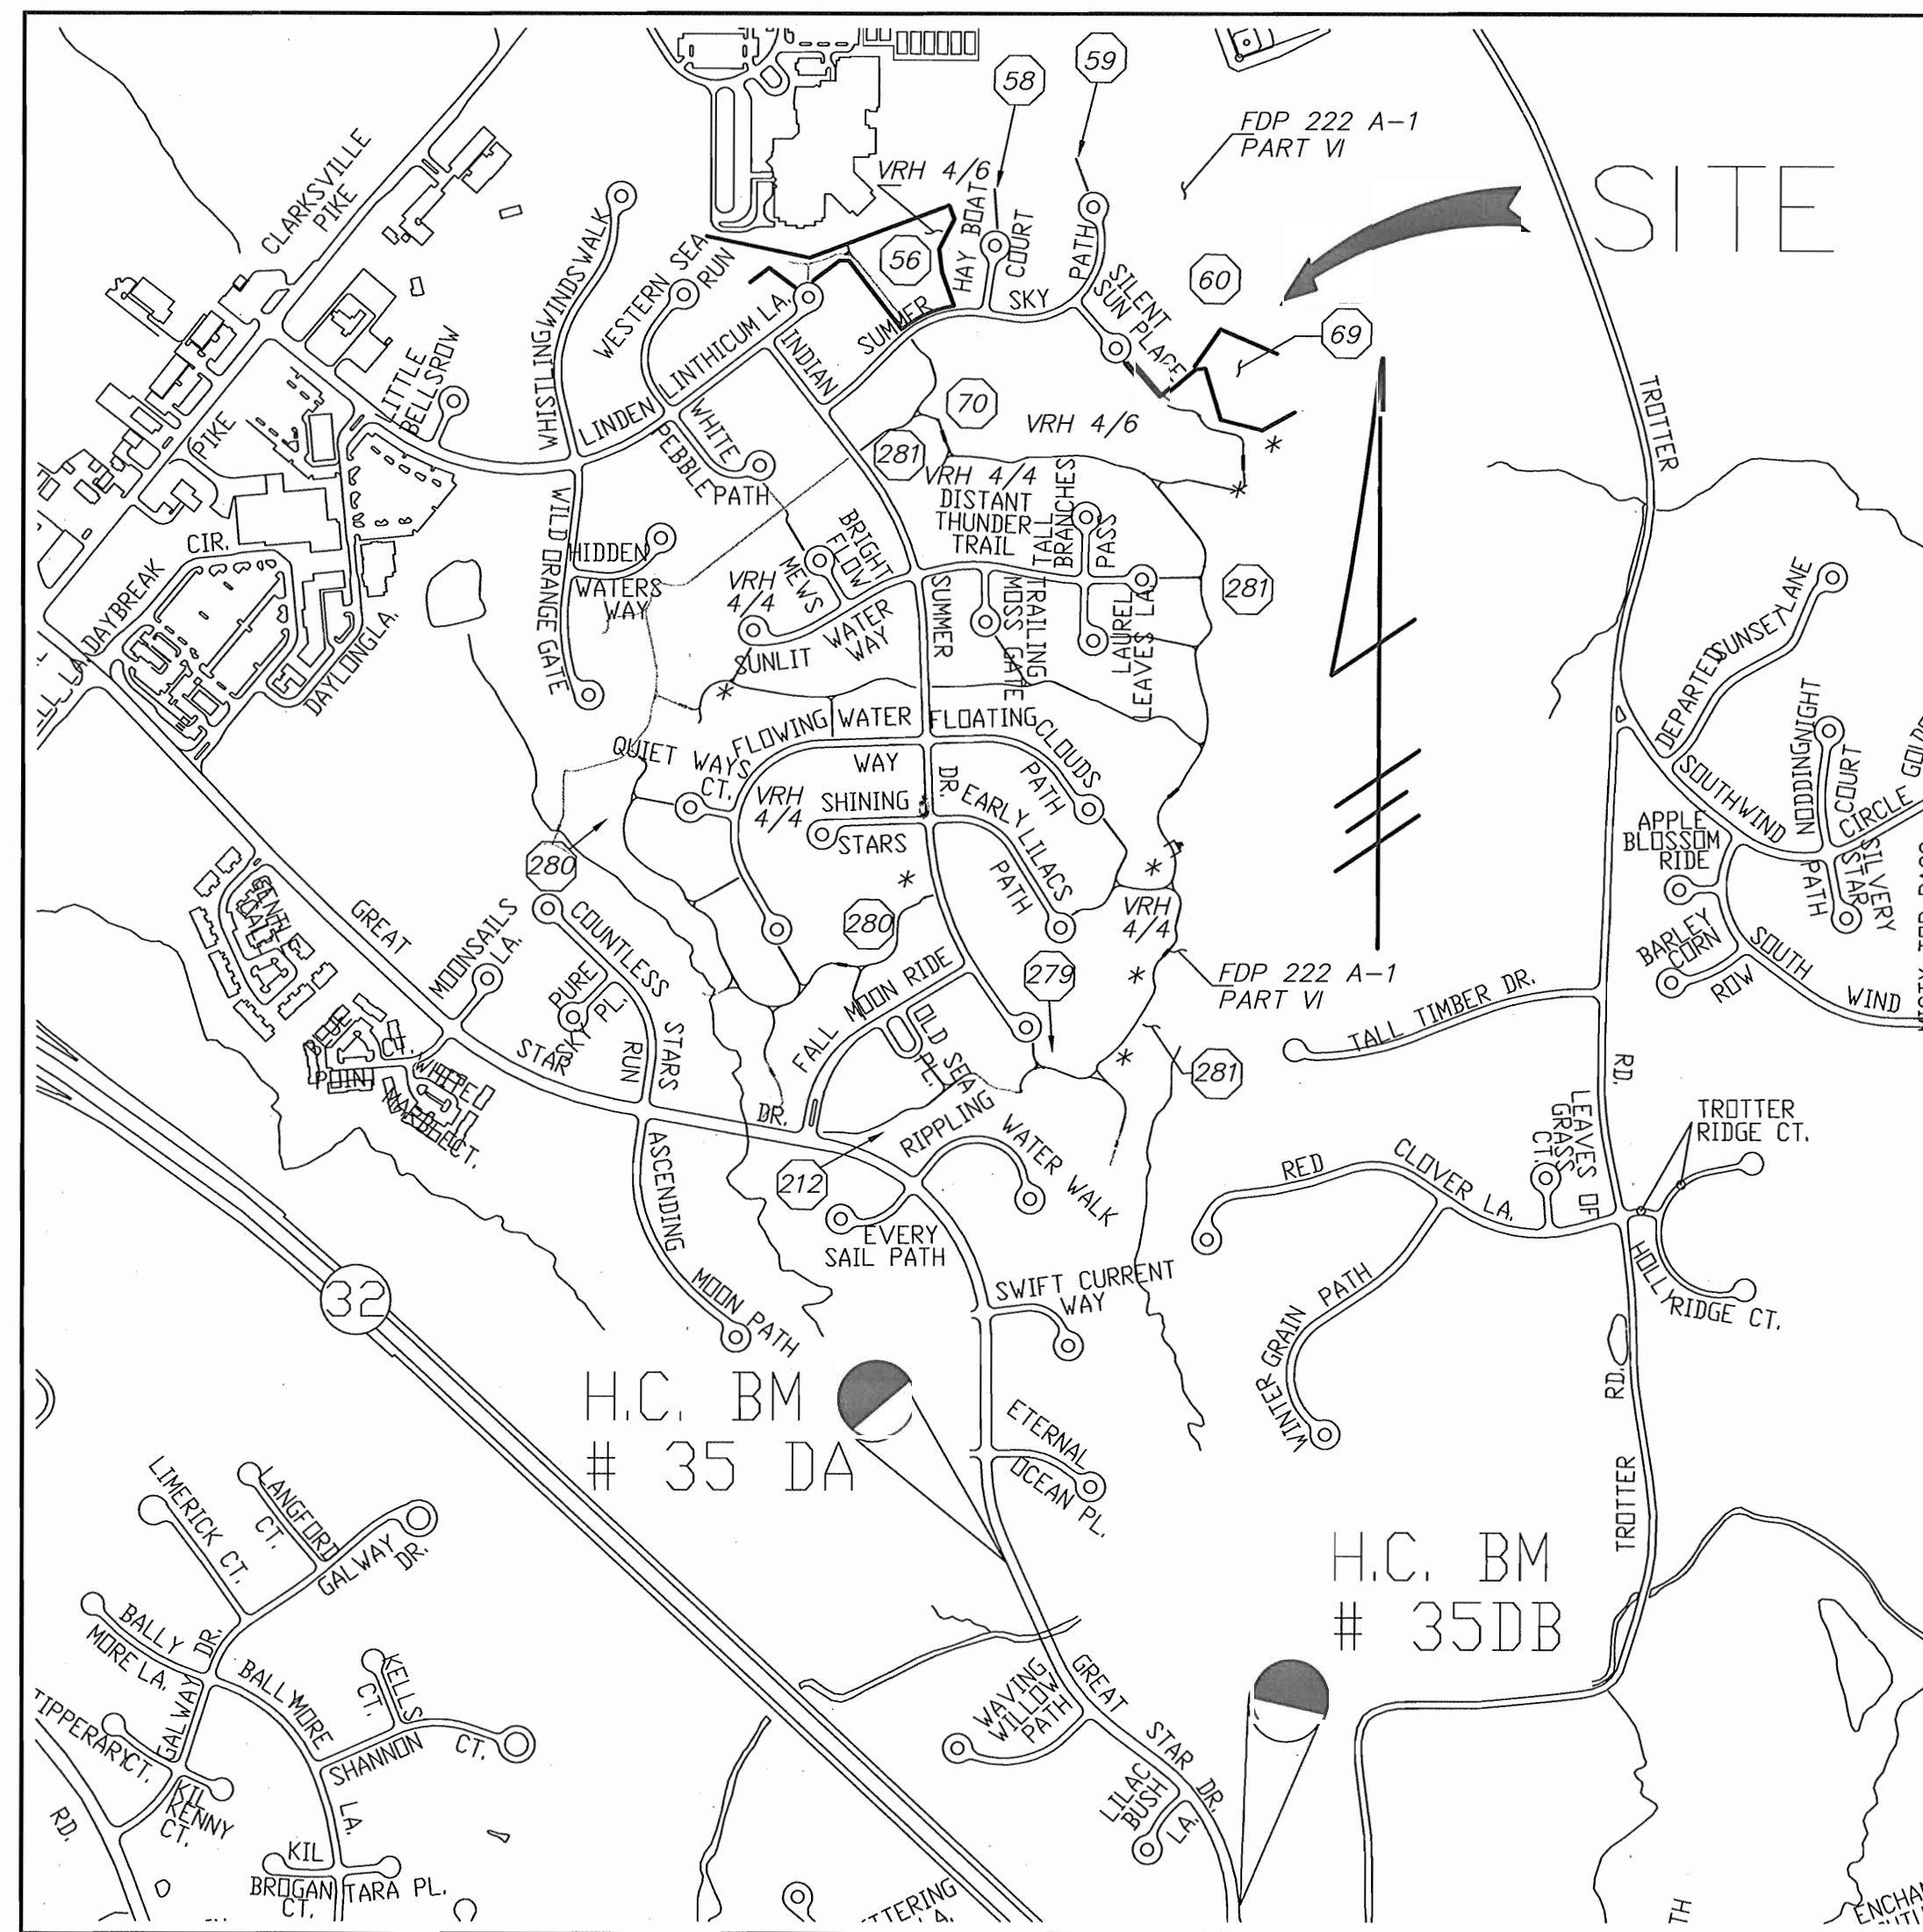 58
59
FDP 222 A-1
PART VI
SITE
CLARKSVILLE
PIKE
VRH 4/6
56
HAY BOAT
COURT
SKY
PATH
SILENT
SUN PLACE
60
69
WHISTLINGWINDSWALK
WESTERN SEA
RUN
LINTHICUM LA.
LINDEN
INDIAN
SUMMER
LITTLE
BELLSROW
PIKE
WHITE
PEBBLE PATH
70
VRH 4/6
281
VRH 4/4
DISTANT
THUNDER
TRAIL
TALL
BRANCHES
PASS
*
*
TROTTER
CIR.
DAYBREAK
DAYLONG LA.
WILD ORANGE GATE
HIDDEN
WATERS
WAY
VRH
4/4
MEWS
BRIGHT
FLOW
SUNLIT
WATER
WAY
SUMMER
MOSS GATE
TRAILING
LAUREL
LEAVES LA.
281
DEPARTED SUNSET LANE
*
QUIET WAYS
CT.
FLOWING WATER
WAY
FLOATING
CLOUDS
PATH
DR.
VRH
4/4
SHINING
STARS
EARLY LILACS
PATH
SOUTHWIND
NODDINGNIGHT
COURT
CIRCLE
APPLE
BLOSSOM
RIDE
PATH
SILVERY
STAR
BARLEY
CORN
ROW
SOUTH
WIND
280
*
280
*
VRH
4/4
GREAT
MOONSAILS
LA.
COUNTLESS
STARS
RUN
PURE
SKY
PL.
STAR
DR.
FALL MOON RIDE
OLD SEA
PL.
279
*
FDP 222 A-1
PART VI
281
*
TALL TIMBER DR.
RD.
BLUE
POINT
CT.
WHITE
MARBLE CT.
ASCENDING
MOON PATH
212
RIPPLING
WATER WALK
EVERY
SAIL PATH
SWIFT CURRENT
WAY
RED
CLOVER LA.
LEAVES OF
GRASS
CT.
TROTTER
RIDGE CT.
HOLLY RIDGE CT.
WINTER GRAIN PATH
RD.
32
H.C. BM
# 35 DA
ETERNAL
OCEAN PL.
TROTTER
H.C. BM
# 35DB
LIMERICK CT.
LANGFORD
CT.
GALWAY
DR.
BALLY
MORE LA.
GALWAY
DR.
BALLYMORE
LA.
KELLS
CT.
SHANNON
CT.
TIPPERARY CT.
KIL
KENNY
CT.
RD.
KIL
BROGAN
CT.
TARA PL.
WAVING
WILLOW
PATH
GREAT
STAR
DR.
LILAC
BUSH
LA.